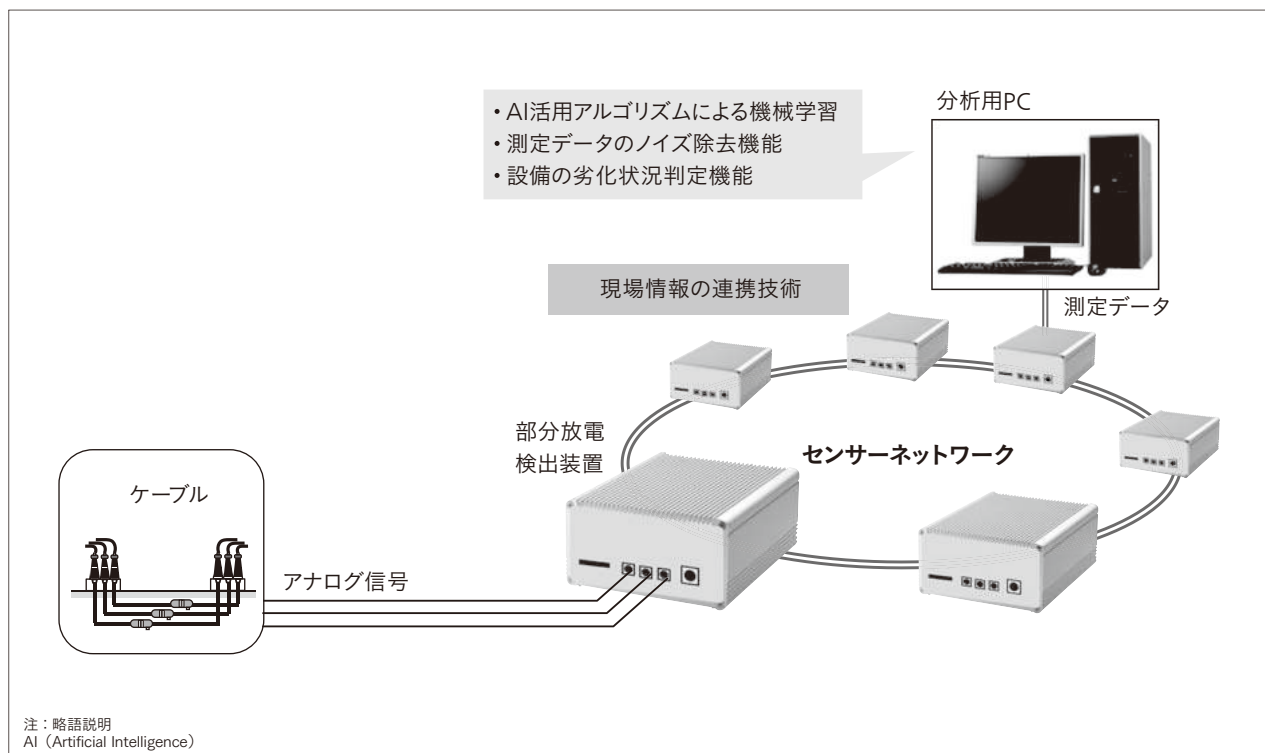 ・AI活用アルゴリズムによる機械学習
・測定データのノイズ除去機能
・設備の劣化状況判定機能
分析用PC
現場情報の連携技術
測定データ
部分放電
検出装置
センサーネットワーク
ケーブル
アナログ信号
注：略語説明
AI（Artificial Intelligence）